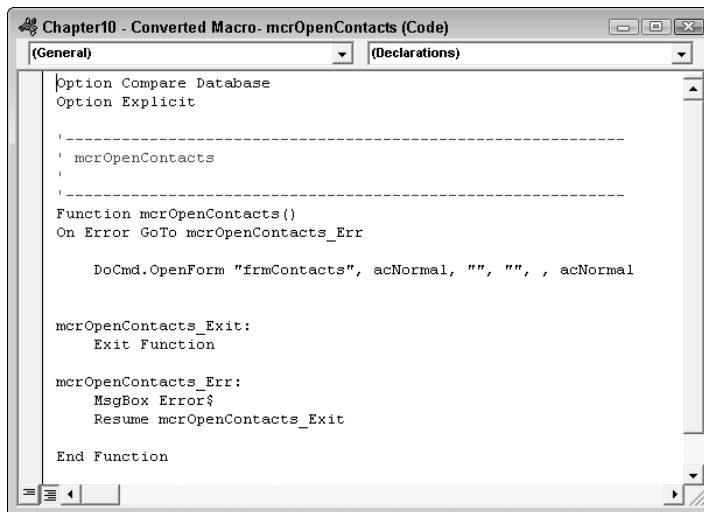 Chapter10 - Converted Macro- mcrOpenContacts (Code)
(General) (Declarations)
Option Compare Database
Option Explicit
'------------------------------------------------------------
' mcrOpenContacts
'
'------------------------------------------------------------
Function mcrOpenContacts()
On Error GoTo mcrOpenContacts_Err
DoCmd.OpenForm "frmContacts", acNormal, "", "", , acNormal
mcrOpenContacts_Exit:
Exit Function
mcrOpenContacts_Err:
MsgBox Error$
Resume mcrOpenContacts_Exit
End Function